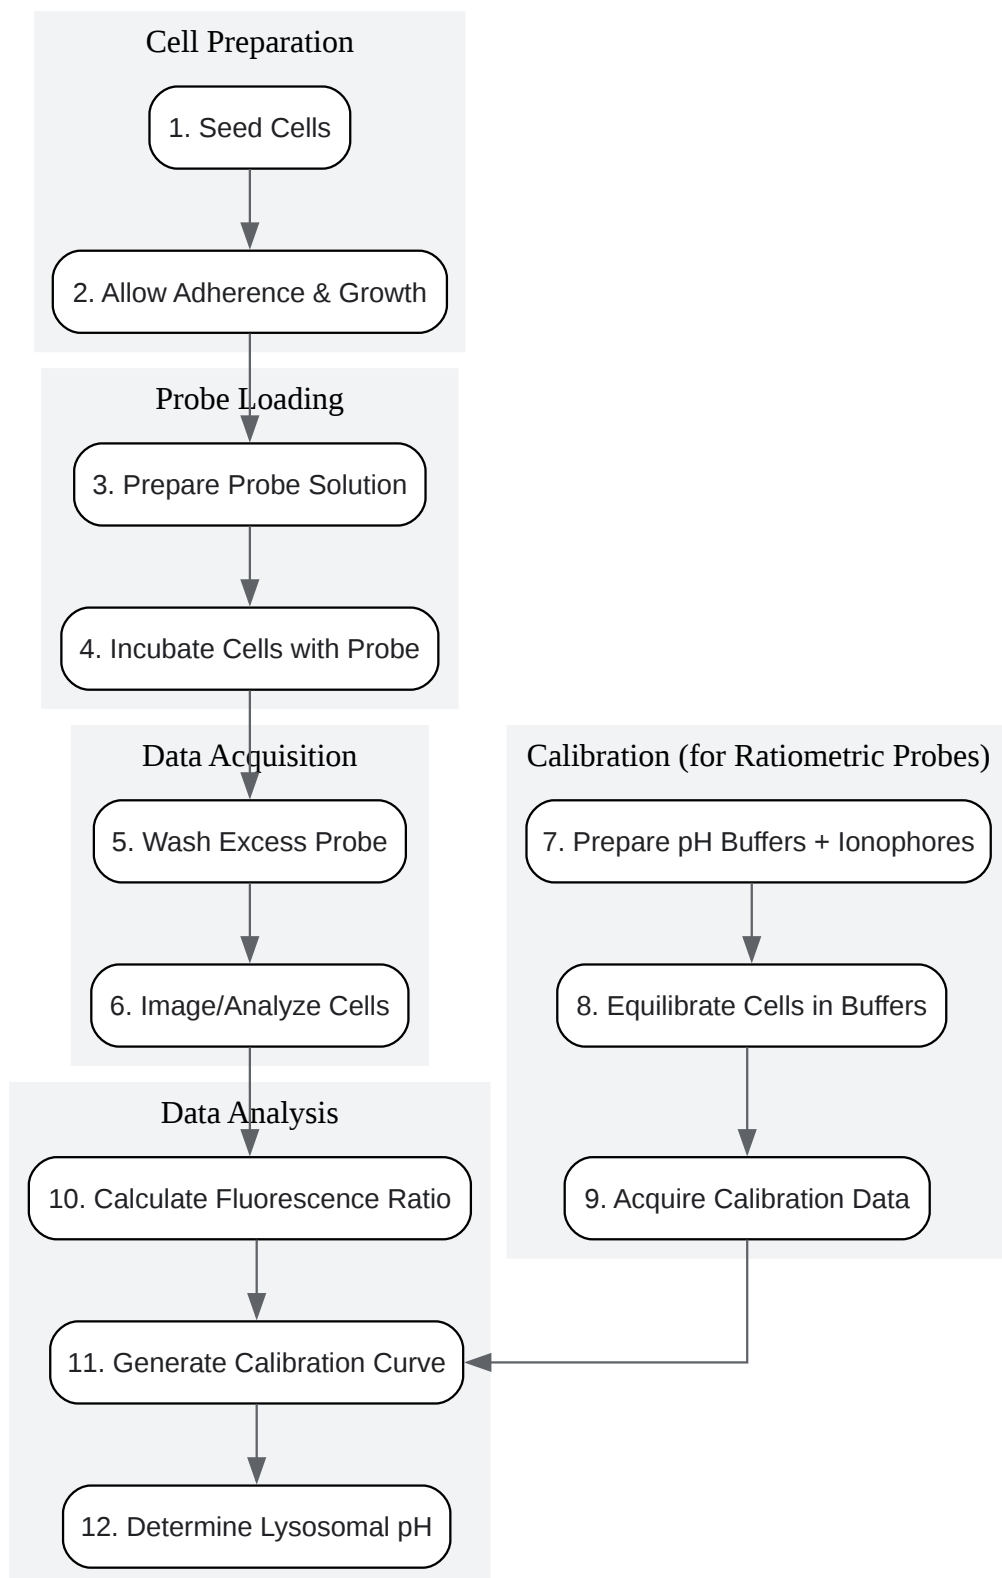 Cell Preparation
1. Seed Cells
2. Allow Adherence & Growth
Probe Loading
3. Prepare Probe Solution
4. Incubate Cells with Probe
Data Acquisition
5. Wash Excess Probe
6. Image/Analyze Cells
Calibration (for Ratiometric Probes)
7. Prepare pH Buffers + Ionophores
8. Equilibrate Cells in Buffers
9. Acquire Calibration Data
Data Analysis
10. Calculate Fluorescence Ratio
11. Generate Calibration Curve
12. Determine Lysosomal pH